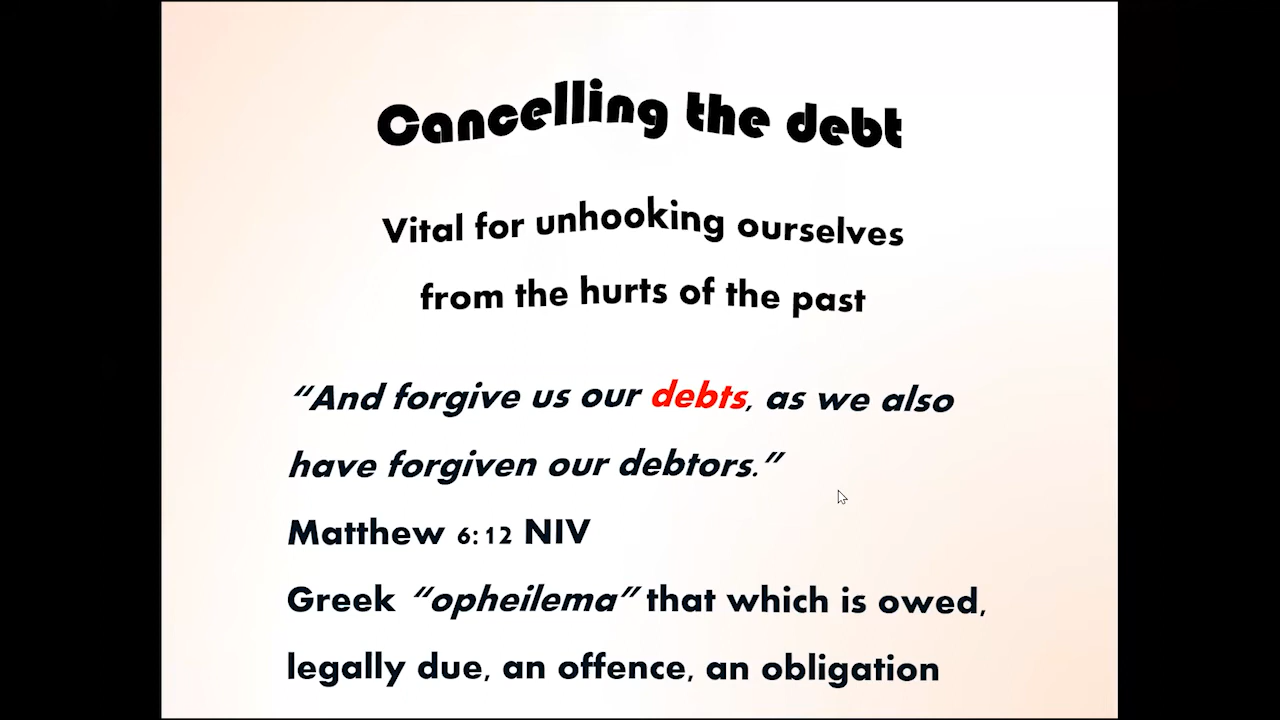 Cancelling the debt
Vital for unhooking ourselves
from the hurts of the past
“And forgive us our debts, as we also
have forgiven our debtors.”
Matthew 6:12 NIV
Greek “opheilema” that which is owed,
legally due, an offence, an obligation